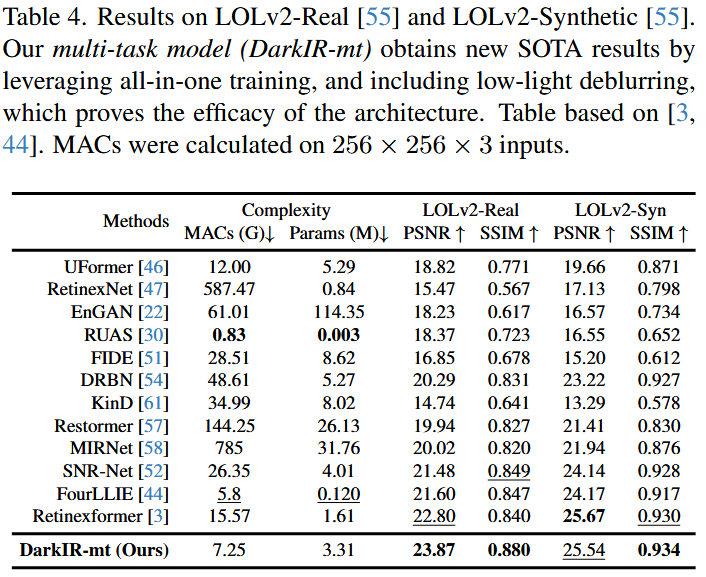 Table 4. Results on LOLv2-Real [55] and LOLv2-Synthetic [55].
Our multi-task model (DarkIR-mt) obtains new SOTA results by
leveraging all-in-one training, and including low-light deblurring,
which proves the efficacy of the architecture. Table based on [3,
44]. MACs were calculated on 256 × 256 × 3 inputs.
Methods Complexity LOLv2-Real LOLv2-Syn
MACs (G)↓ Params (M)↓ PSNR ↑ SSIM ↑ PSNR ↑ SSIM ↑
UFormer [46] 12.00 5.29 18.82 0.771 19.66 0.871
RetinexNet [47] 587.47 0.84 15.47 0.567 17.13 0.798
EnGAN [22] 61.01 114.35 18.23 0.617 16.57 0.734
RUAS [30] 0.83 0.003 18.37 0.723 16.55 0.652
FIDE [51] 28.51 8.62 16.85 0.678 15.20 0.612
DRBN [54] 48.61 5.27 20.29 0.831 23.22 0.927
KinD [61] 34.99 8.02 14.74 0.641 13.29 0.578
Restormer [57] 144.25 26.13 19.94 0.827 21.41 0.830
MIRNet [58] 785 31.76 20.02 0.820 21.94 0.876
SNR-Net [52] 26.35 4.01 21.48 0.849 24.14 0.928
FourLLIE [44] 5.8 0.120 21.60 0.847 24.17 0.917
Retinexformer [3] 15.57 1.61 22.80 0.840 25.67 0.930
DarkIR-mt (Ours) 7.25 3.31 23.87 0.880 25.54 0.934